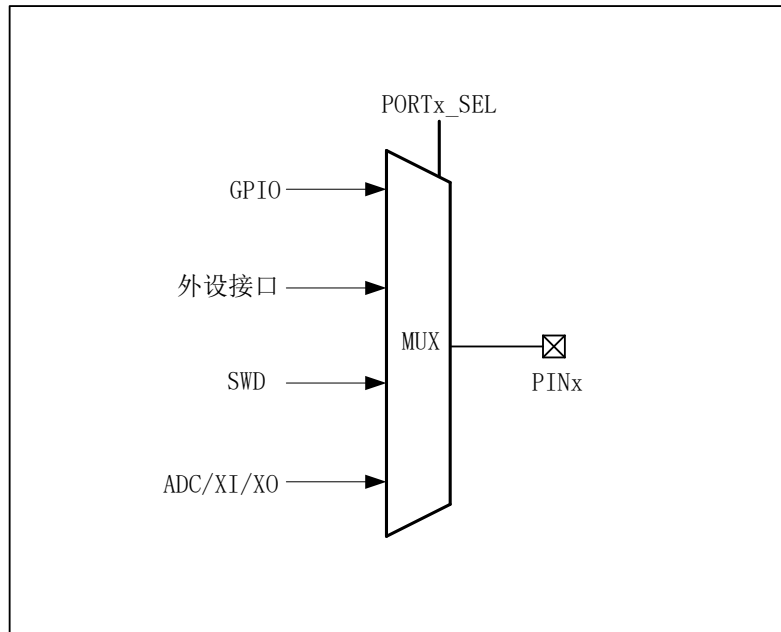 PORTx_SEL
GPIO
外设接口
MUX
SWD
PINx
ADC/XI/XO